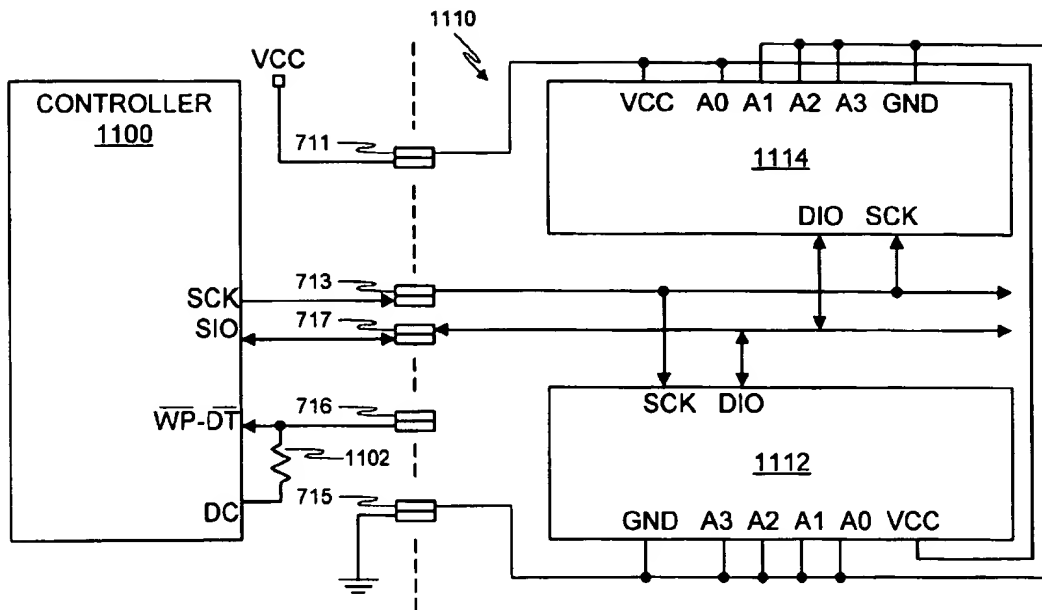 1110
VCC
CONTROLLER
1100
VCC A0 A1 A2 A3 GND
711
1114
DIO SCK
713
SCK
717
SIO
SCK DIO
716
WP-DT
1102
1112
715
DC
GND A3 A2 A1 A0 VCC